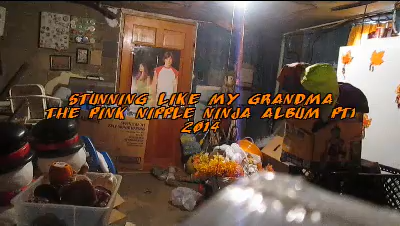 STUNNING LIKE MY GRANDMA
THE PINK NIPPLE NINJA ALBUM PT1
2014